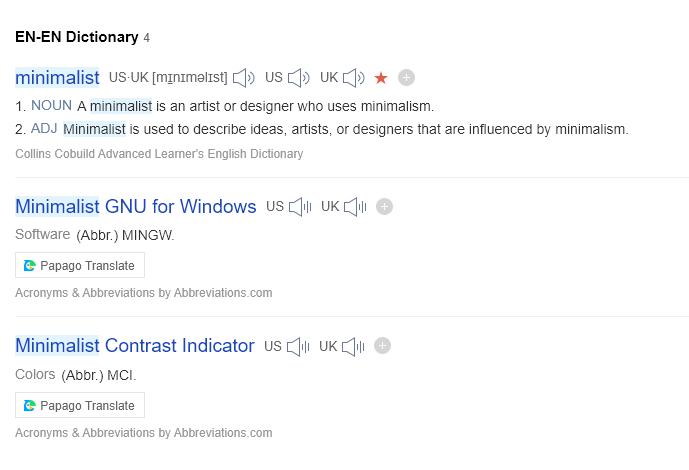 EN-EN Dictionary 4
minimalist US·UK [mɪnɪməlɪst] US UK
1. NOUN A minimalist is an artist or designer who uses minimalism.
2. ADJ Minimalist is used to describe ideas, artists, or designers that are influenced by minimalism.
Collins Cobuild Advanced Learner's English Dictionary
Minimalist GNU for Windows US UK
Software (Abbr.) MINGW.
Papago Translate
Acronyms & Abbreviations by Abbreviations.com
Minimalist Contrast Indicator US UK
Colors (Abbr.) MCI.
Papago Translate
Acronyms & Abbreviations by Abbreviations.com